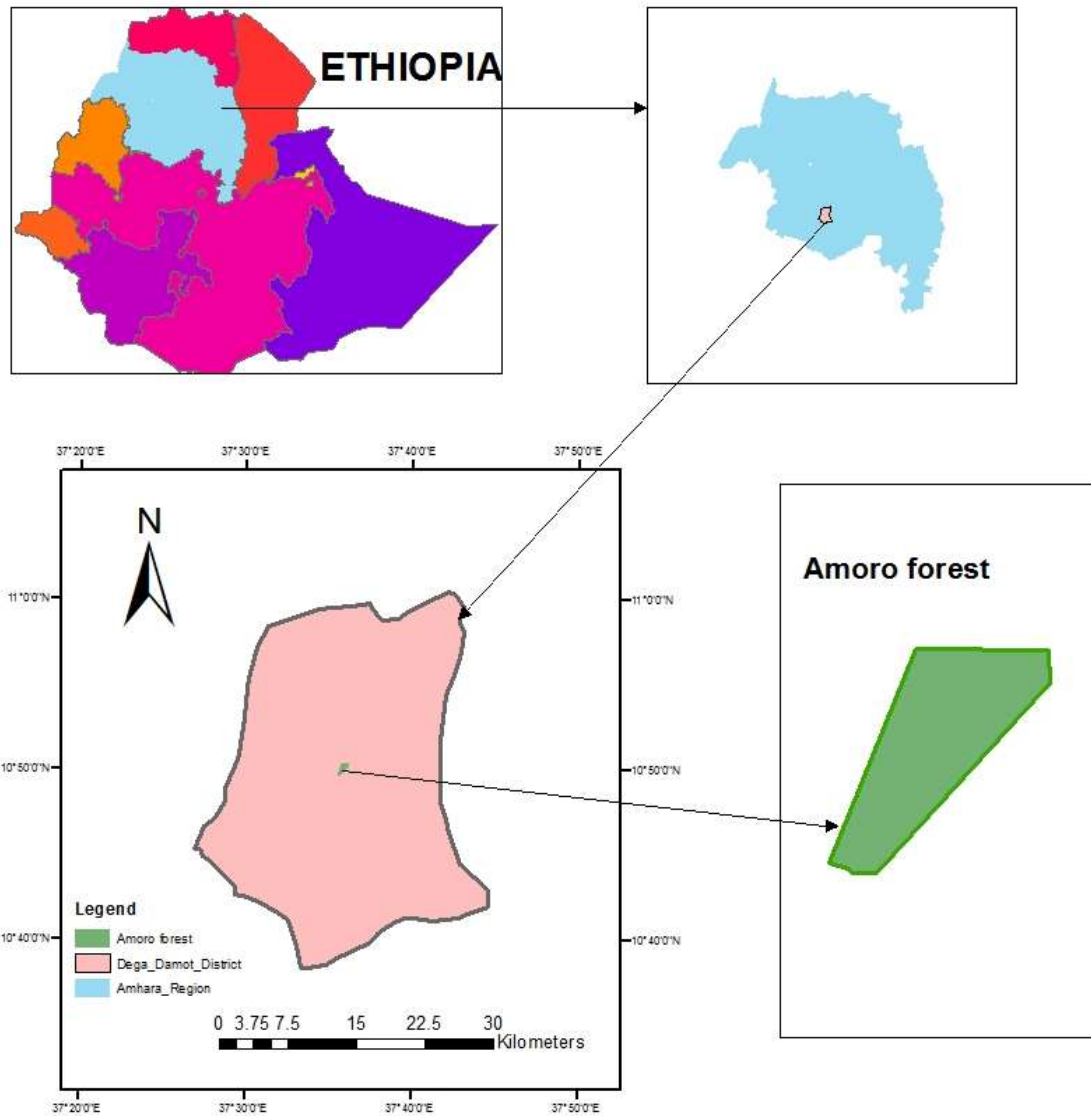 ETHIOPIA
37°20'0"E 37°30'0"E 37°40'0"E 37°50'0"E
N
Amoro forest
11°0'0"N 11°0'0"N
10°50'0"N 10°50'0"N
Legend
Amoro forest
10°40'0"N 10°40'0"N
Dega_Damot_District
Amhara_Region
0 3.75 7.5 15 22.5 30
Kilometers
37°20'0"E 37°30'0"E 37°40'0"E 37°50'0"E